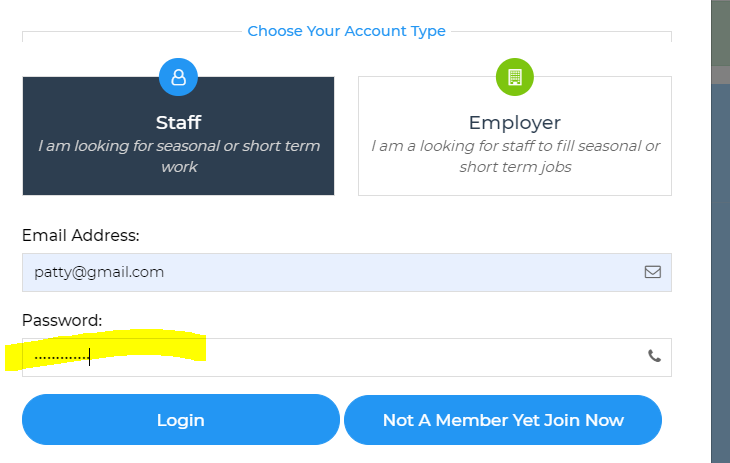 Choose Your Account Type
Staff
I am looking for seasonal or short term
work
Employer
I am a looking for staff to fill seasonal or
short term jobs
Email Address:
patty@gmail.com
Password:
.............
Login
Not A Member Yet Join Now